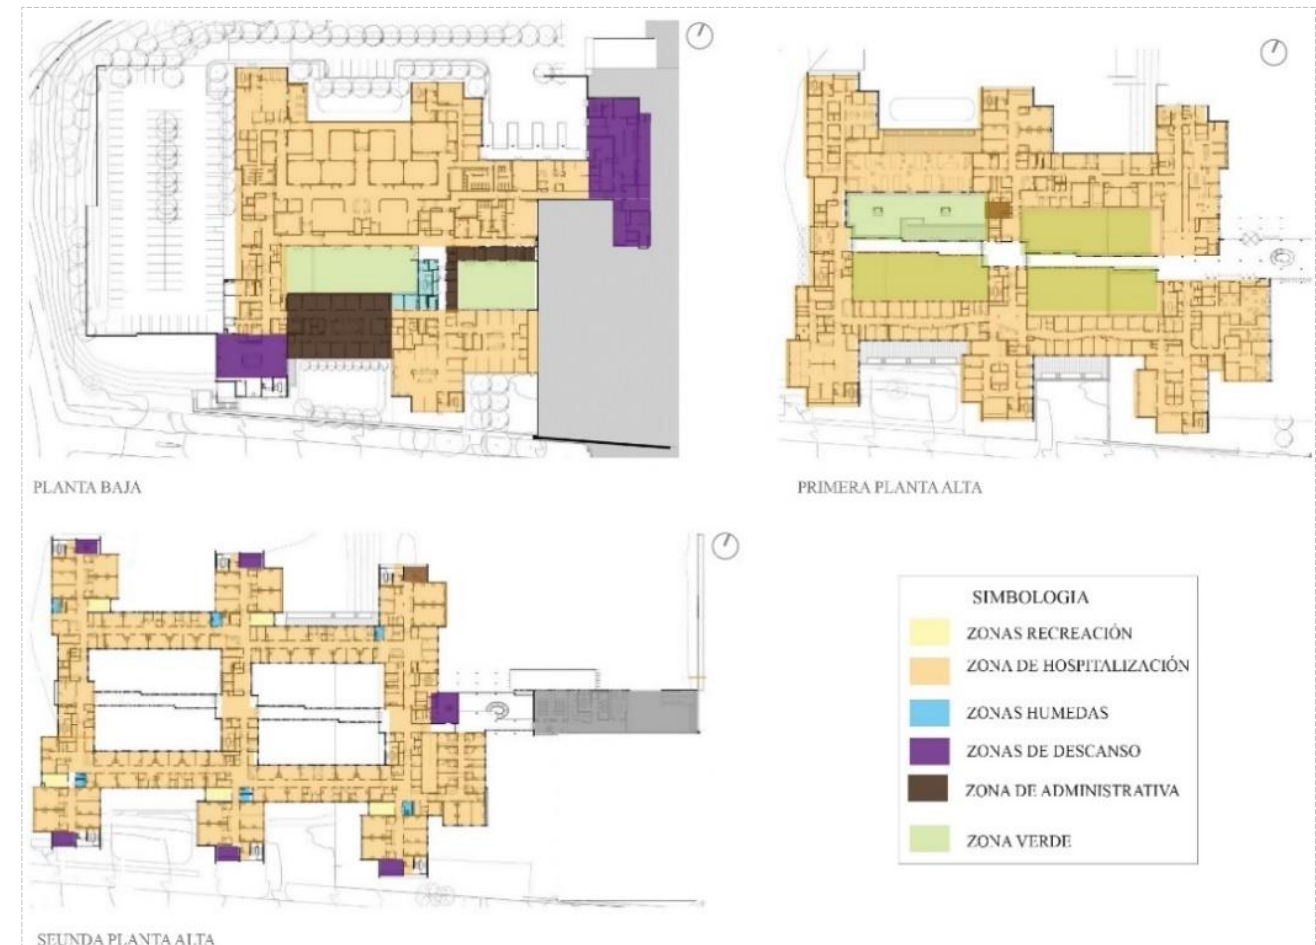 PLANTA BAJA
PRIMERA PLANTA ALTA
SEUNDA PLANTA ALTA
SIMBOLOGIA
ZONAS RECREACIÓN
ZONA DE HOSPITALIZACIÓN
ZONAS HUMEDAS
ZONAS DE DESCANSO
ZONA DE ADMINISTRATIVA
ZONA VERDE